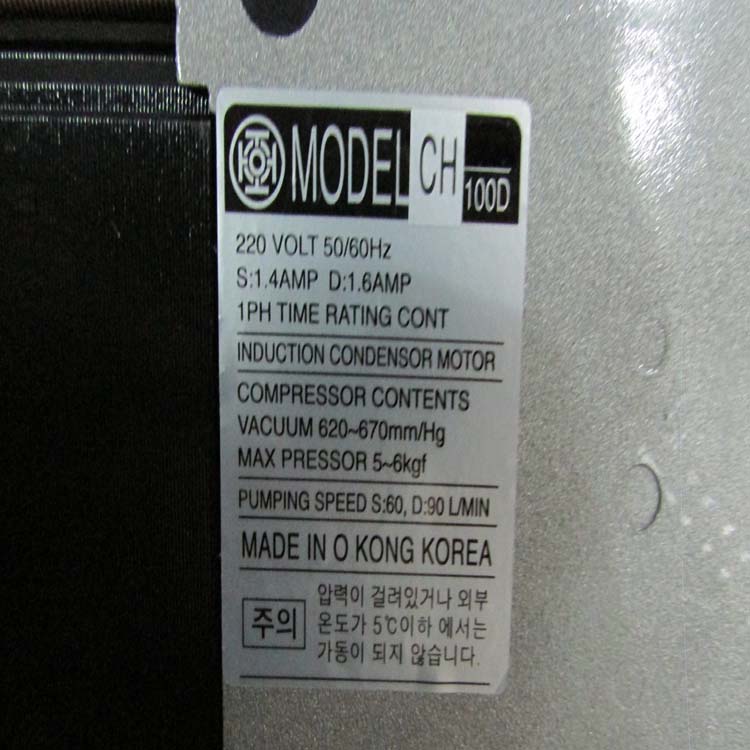 MODEL CH 100D
220 VOLT 50/60Hz
S:1.4AMP D:1.6AMP
1PH TIME RATING CONT
INDUCTION CONDENSOR MOTOR
COMPRESSOR CONTENTS
VACUUM 620~670mm/Hg
MAX PRESSOR 5~6kgf
PUMPING SPEED S:60, D:90 L/MIN
MADE IN O KONG KOREA
주의
압력이 걸려있거나 외부
온도가 5℃이하 에서는
가동이 되지 않습니다.